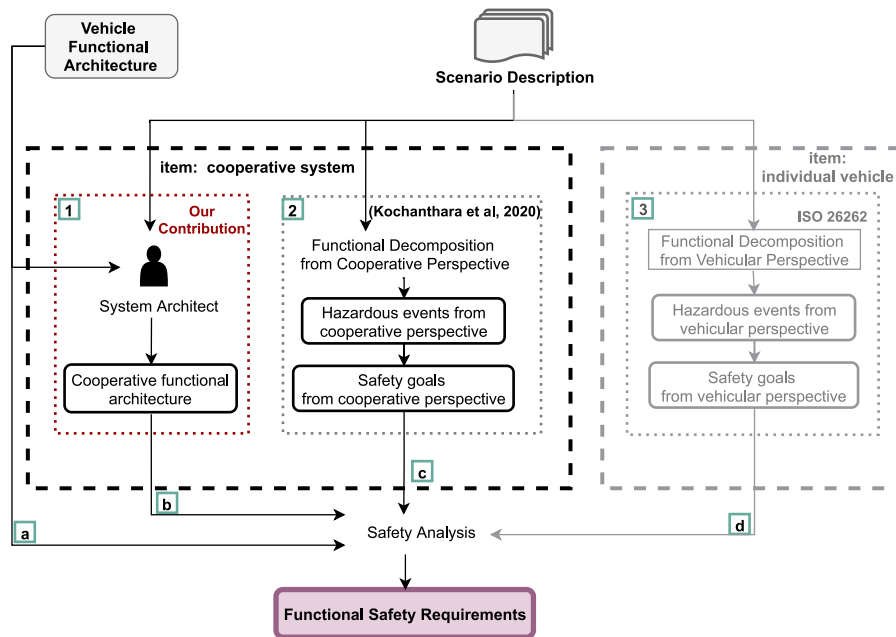 Vehicle
Functional
Architecture
Scenario Description
item: cooperative system
item:
individual vehicle
1
Our
Contribution
System Architect
Cooperative functional
architecture
2
(Kochanthara et al, 2020)
Functional Decomposition
from Cooperative Perspective
Hazardous events from
cooperative perspective
Safety goals
from cooperative perspective
3
ISO 26262
Functional Decomposition
from Vehicular Perspective
Hazardous events from
vehicular perspective
Safety goals
from vehicular perspective
a
b
c
d
Safety Analysis
Functional Safety Requirements